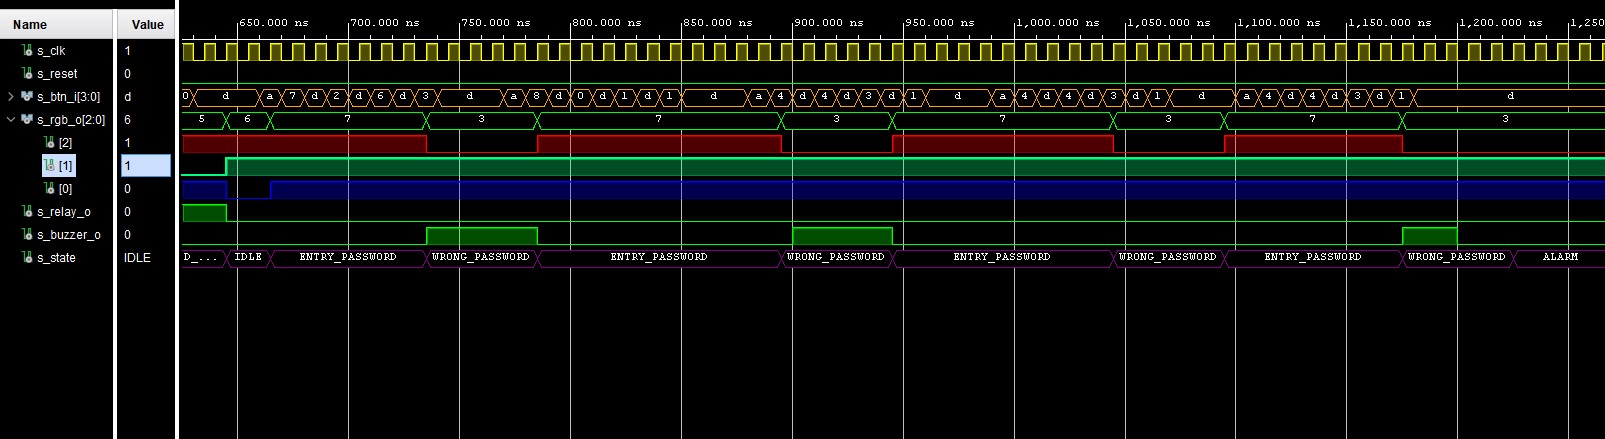 Name Value 650.000 ns 700.000 ns 750.000 ns 800.000 ns 850.000 ns 900.000 ns 950.000 ns 1,000.000 ns 1,050.000 ns 1,100.000 ns 1,150.000 ns 1,200.000 ns 1,250
s_clk 1
s_reset 0
s_btn_i[3:0] d 0 d a 7 d 2 d 6 d 3 d a 8 d 0 d 1 d 1 d a 4 d 4 d 3 d 1 d a 4 d 4 d 3 d 1 d a 4 d 4 d 3 d 1 d
s_rgb_o[2:0] 6 5 6 7 3 7 3 7 3 7 3
[2] 1
[1] 1
[0] 0
s_relay_o 0
s_buzzer_o 0
s_state IDLE D_... IDLE ENTRY_PASSWORD WRONG_PASSWORD ENTRY_PASSWORD WRONG_PASSWORD ENTRY_PASSWORD WRONG_PASSWORD ENTRY_PASSWORD WRONG_PASSWORD ALARM